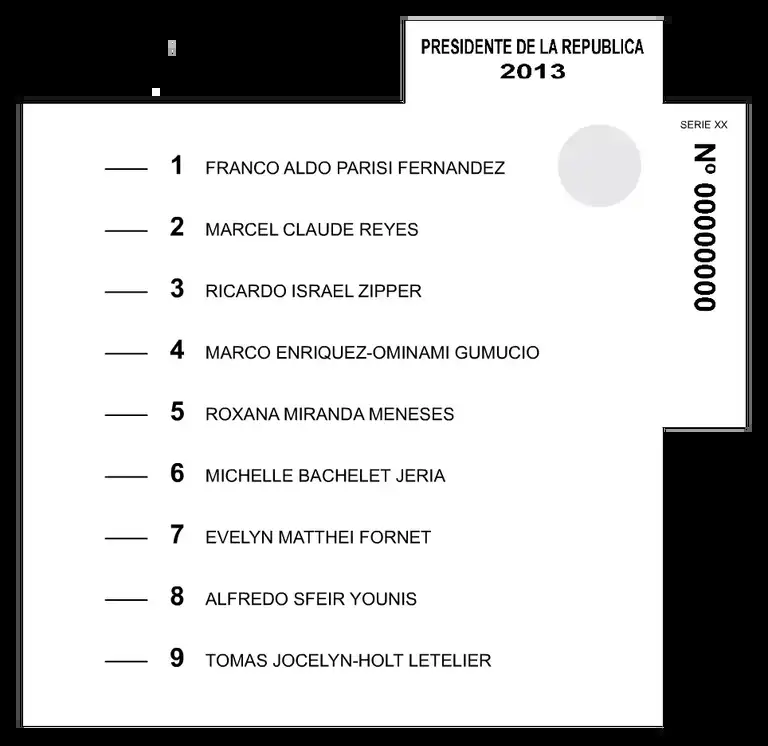 PRESIDENTE DE LA REPUBLICA
2013
SERIE XX
Nº 0000000
1 FRANCO ALDO PARISI FERNANDEZ
2 MARCEL CLAUDE REYES
3 RICARDO ISRAEL ZIPPER
4 MARCO ENRIQUEZ-OMINAMI GUMUCIO
5 ROXANA MIRANDA MENESES
6 MICHELLE BACHELET JERIA
7 EVELYN MATTHEI FORNET
8 ALFREDO SFEIR YOUNIS
9 TOMAS JOCELYN-HOLT LETELIER